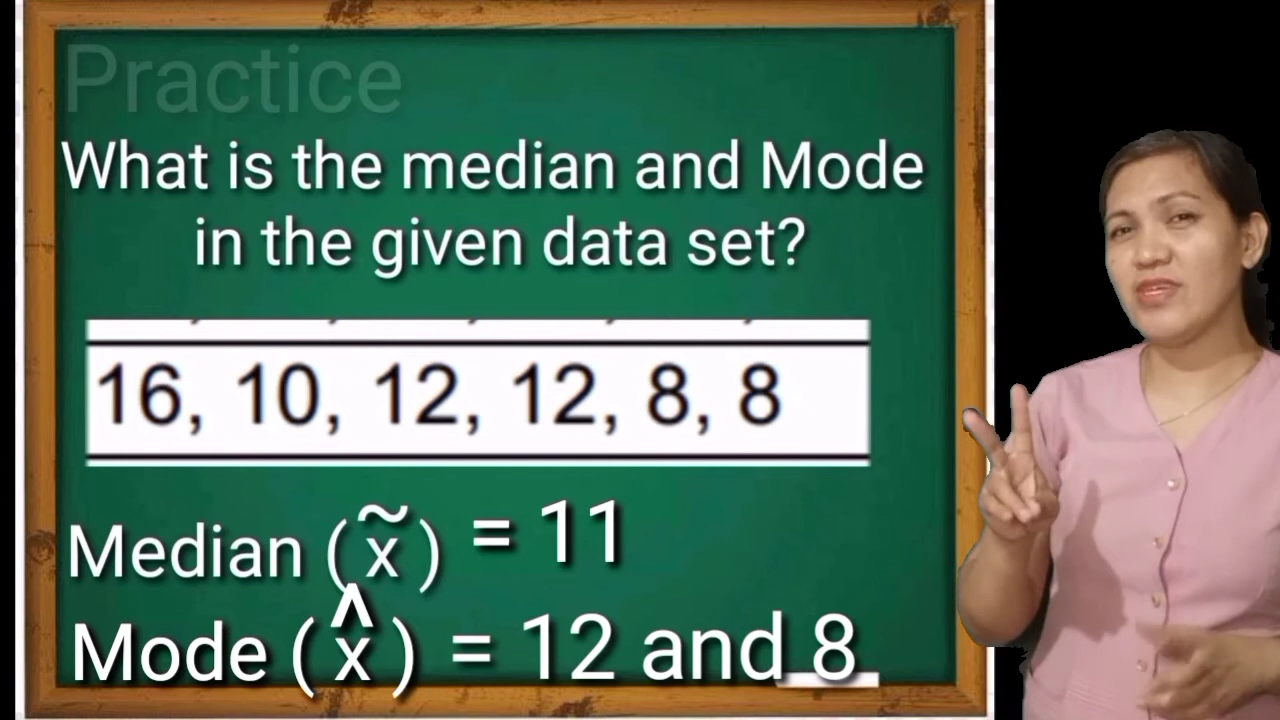 Practice
What is the median and Mode
in the given data set?
16, 10, 12, 12, 8, 8
Median ( x̃ ) = 11
Mode ( x̂ ) = 12 and 8